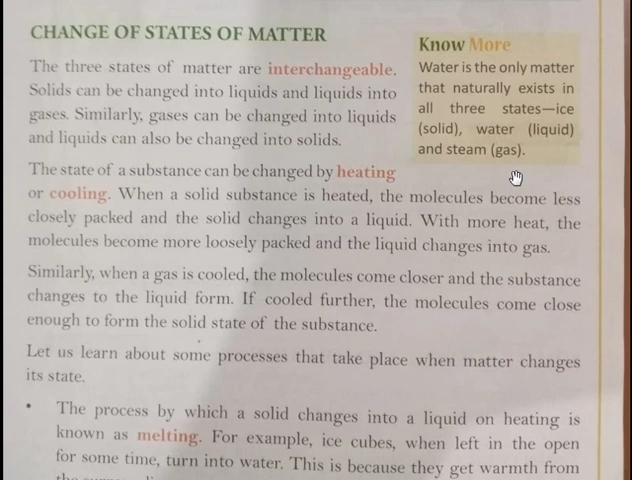 CHANGE OF STATES OF MATTER
The three states of matter are interchangeable.
Solids can be changed into liquids and liquids into
gases. Similarly, gases can be changed into liquids
and liquids can also be changed into solids.
Know More
Water is the only matter
that naturally exists in
all three states—ice
(solid), water (liquid)
and steam (gas).
The state of a substance can be changed by heating
or cooling. When a solid substance is heated, the molecules become less
closely packed and the solid changes into a liquid. With more heat, the
molecules become more loosely packed and the liquid changes into gas.
Similarly, when a gas is cooled, the molecules come closer and the substance
changes to the liquid form. If cooled further, the molecules come close
enough to form the solid state of the substance.
Let us learn about some processes that take place when matter changes
its state.
• The process by which a solid changes into a liquid on heating is
known as melting. For example, ice cubes, when left in the open
for some time, turn into water. This is because they get warmth from